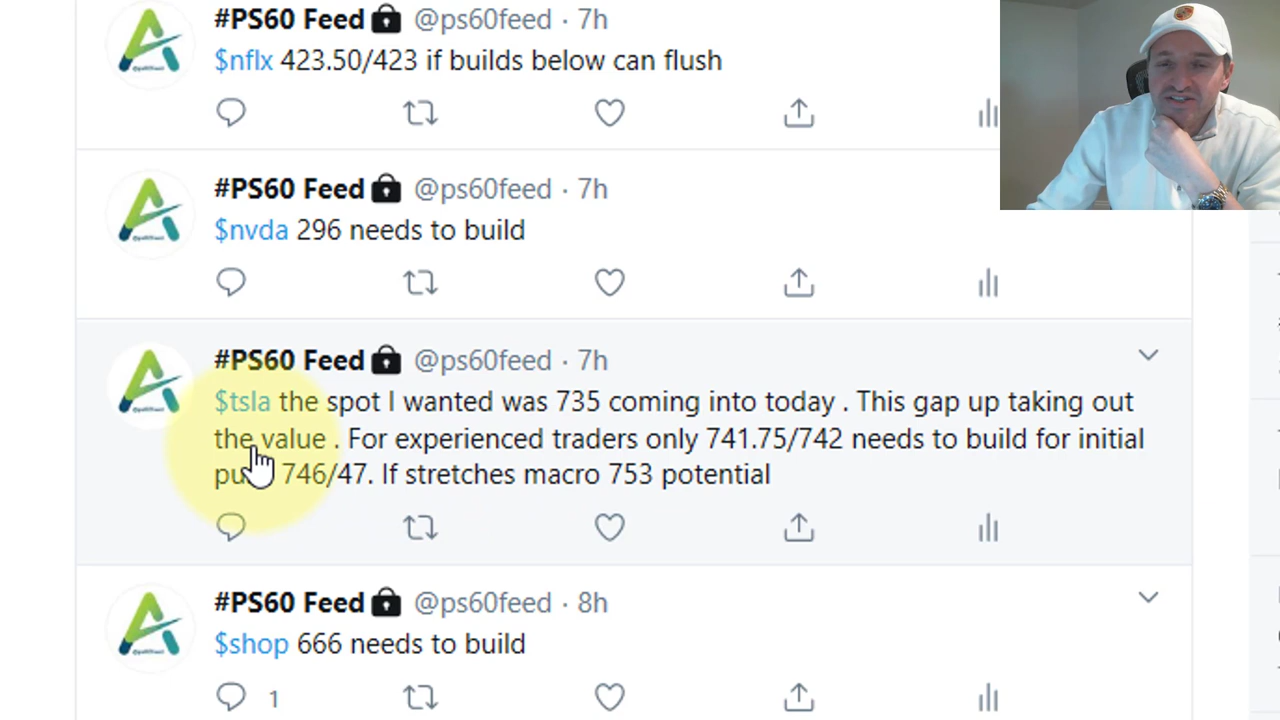 #PS60 Feed @ps60feed · 7h
$nflx 423.50/423 if builds below can flush
#PS60 Feed @ps60feed · 7h
$nvda 296 needs to build
#PS60 Feed @ps60feed · 7h
$tsla the spot I wanted was 735 coming into today . This gap up taking out
the value . For experienced traders only 741.75/742 needs to build for initial
746/47. If stretches macro 753 potential
#PS60 Feed @ps60feed · 8h
$shop 666 needs to build
1